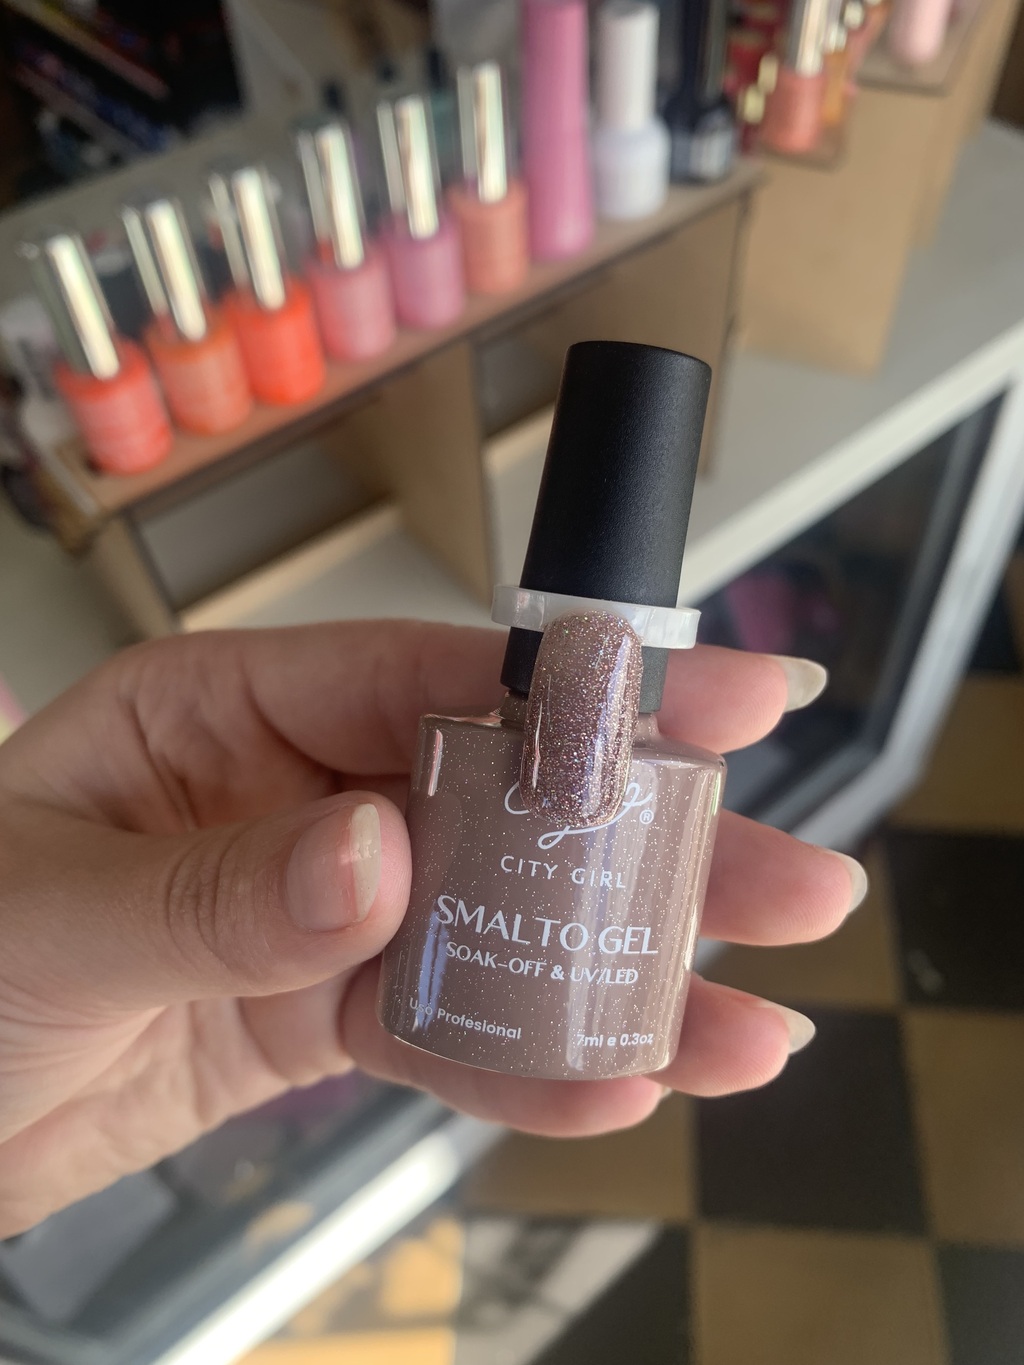 ®
CITY GIRL
SMALTO GEL
SOAK-OFF & UV/LED
Uso Profesional
7ml e 0.3oz